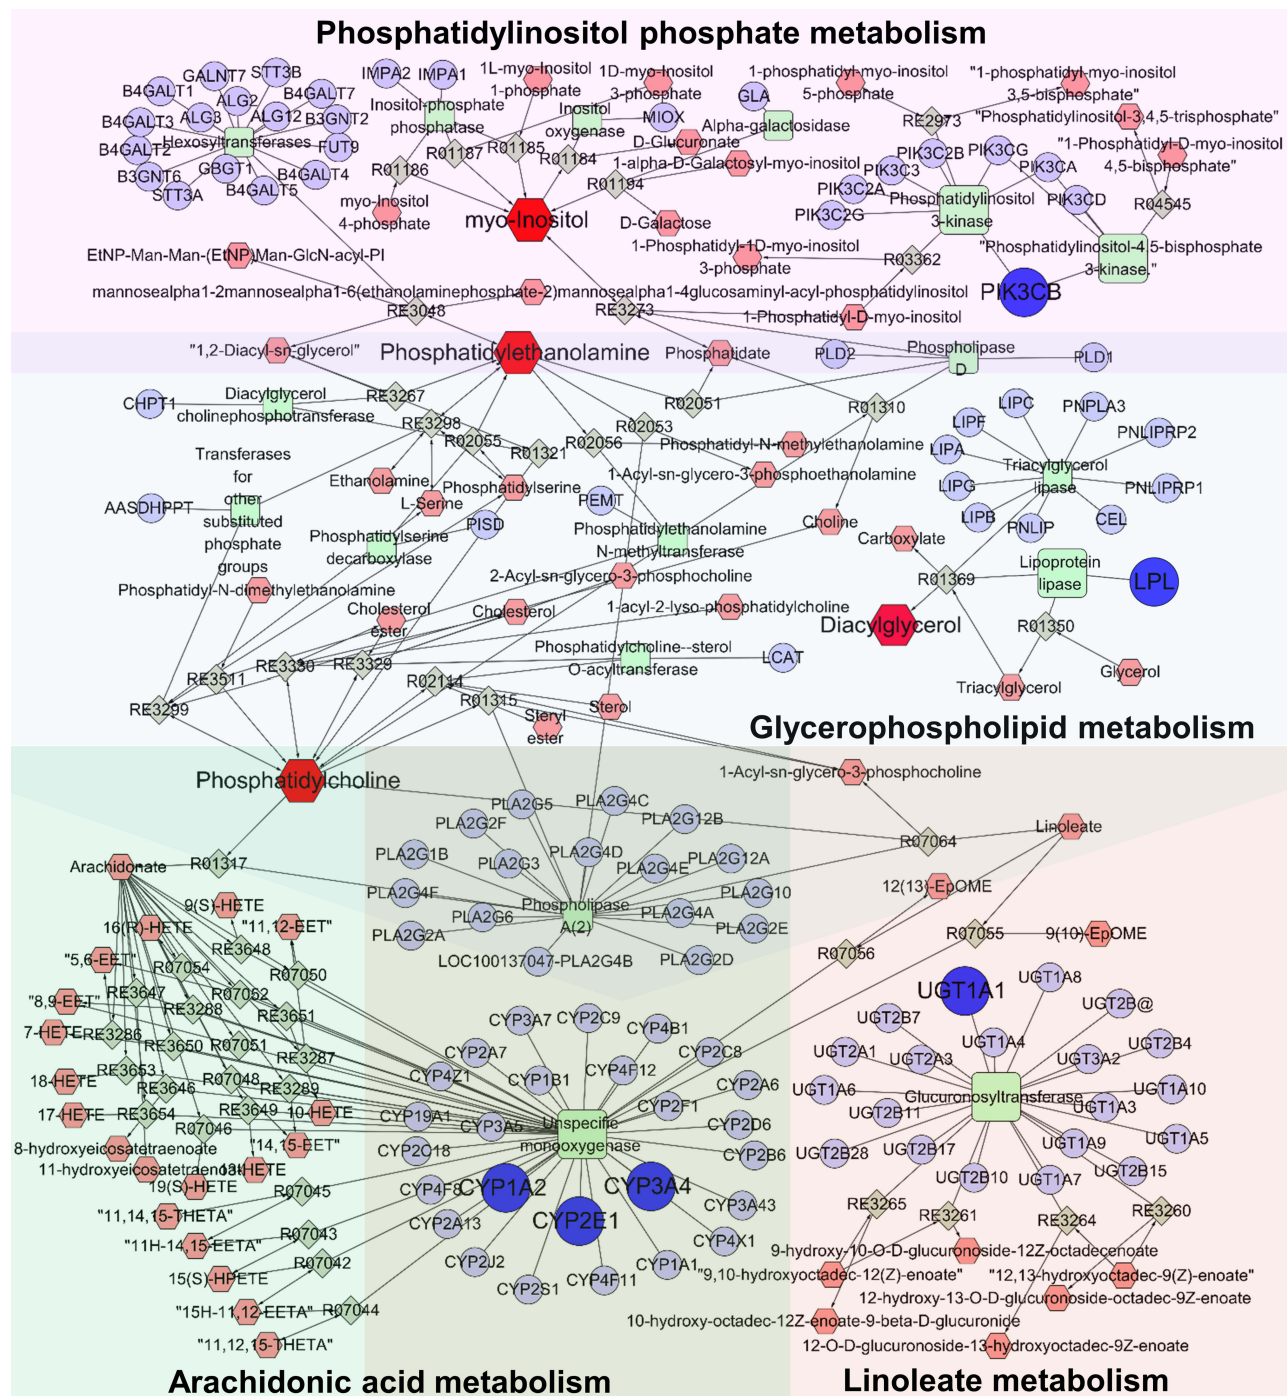 Phosphatidylinositol phosphate metabolism
GALNT7
STT3B
B4GALT1
ALG2
B4GALT7
B4GALT3
ALG3
ALG12
B3GNT2
B4GALT2
Hexosyltransferases
FUT9
B3GNT6
GBGT1
B4GALT4
STT3A
B4GALT5
IMPA2
IMPA1
1L-myo-Inositol
1-phosphate
1D-myo-Inositol
3-phosphate
Inositol-phosphate
phosphatase
Inositol
oxygenase
MIOX
GLA
Alpha-galactosidase
D-Glucuronate
R01187
R01185
R01184
R01186
1-alpha-D-Galactosyl-myo-inositol
R01194
myo-Inositol
4-phosphate
myo-Inositol
D-Galactose
1-phosphatidyl-myo-inositol
5-phosphate
"1-phosphatidyl-myo-inositol
3,5-bisphosphate"
RE2973
"Phosphatidylinositol-3,4,5-trisphosphate"
"1-Phosphatidyl-D-myo-inositol
4,5-bisphosphate"
PIK3C2B
PIK3CG
PIK3C3
PIK3CA
PIK3C2A
PIK3CD
PIK3C2G
Phosphatidylinositol
3-kinase
R04545
"Phosphatidylinositol-4,5-bisphosphate
3-kinase."
1-Phosphatidyl-1D-myo-inositol
3-phosphate
R03362
PIK3CB
EtNP-Man-Man-(EtNP)Man-GlcN-acyl-PI
mannosealpha1-2mannosealpha1-6(ethanolaminephosphate-2)mannosealpha1-4glucosaminyl-acyl-phosphatidylinositol
RE3048
RE3273
1-Phosphatidyl-D-myo-inositol
"1,2-Diacyl-sn-glycerol"
Phosphatidylethanolamine
Phosphatidate
PLD2
Phospholipase
D
PLD1
CHPT1
Diacylglycerol
cholinephosphotransferase
RE3267
R02051
R01310
RE3298
R02055
R01321
R02056
R02053
Phosphatidyl-N-methylethanolamine
Ethanolamine
L-Serine
Phosphatidylserine
1-Acyl-sn-glycero-3-phosphoethanolamine
Transferases
for
other
substituted
phosphate
groups
AASDHPPT
PEMT
PISD
Phosphatidylserine
decarboxylase
Phosphatidylethanolamine
N-methyltransferase
Choline
Carboxylate
LIPC
PNPLA3
LIPF
PNLIPRP2
LIPA
Triacylglycerol
lipase
LIPG
PNLIPRP1
LIPB
PNLIP
CEL
R01369
Lipoprotein
lipase
LPL
Phosphatidyl-N-dimethylethanolamine
2-Acyl-sn-glycero-3-phosphocholine
Cholesterol
ester
Cholesterol
1-acyl-2-lyso-phosphatidylcholine
Diacylglycerol
R01350
Phosphatidylcholine--sterol
O-acyltransferase
LCAT
Glycerol
Triacylglycerol
RE3511
RE3330
RE3329
R02114
R01315
RE3299
Steryl
ester
Sterol
Glycerophospholipid metabolism
Phosphatidylcholine
1-Acyl-sn-glycero-3-phosphocholine
PLA2G5
PLA2G4C
PLA2G2F
PLA2G12B
PLA2G1B
PLA2G3
PLA2G4D
PLA2G4E
PLA2G12A
PLA2G4F
PLA2G10
PLA2G6
Phospholipase
A(2)
PLA2G4A
PLA2G2A
PLA2G2E
LOC100137047-PLA2G4B
PLA2G2D
R07064
Linoleate
12(13)-EpOME
R07056
R07055
9(10)-EpOME
Arachidonate
R01317
9(S)-HETE
16(R)-HETE
"11,12-EET"
RE3648
"5,6-EET"
R07054
R07050
RE3647
R07052
"8,9-EET"
RE3288
RE3651
7-HETE
RE3286
RE3650
R07051
RE3287
RE3653
18-HETE
RE3646
R07048
RE3289
17-HETE
RE3654
RE3649
10-HETE
R07046
"14,15-EET"
8-hydroxyeicosatetraenoate
11-hydroxyeicosatetraenoate
13-HETE
19(S)-HETE
R07045
"11,14,15-THETA"
R07043
"11H-14,15-EETA"
R07042
15(S)-HPETE
"15H-11,12-EETA"
R07044
"11,12,15-THETA"
CYP3A7
CYP2C9
CYP4B1
CYP2A7
CYP2C8
CYP4Z1
CYP1B1
CYP4F12
CYP2A6
CYP19A1
CYP2F1
CYP3A5
Unspecific
monooxygenase
CYP2D6
CYP2C18
CYP2B6
CYP4F8
CYP1A2
CYP3A4
CYP3A43
CYP2A13
CYP2E1
CYP4X1
CYP2J2
CYP1A1
CYP2S1
CYP4F11
UGT1A1
UGT1A8
UGT2B7
UGT2B@
UGT2A1
UGT1A4
UGT2B4
UGT2A3
UGT3A2
UGT1A6
Glucuronosyltransferase
UGT1A10
UGT2B11
UGT1A3
UGT2B28
UGT2B17
UGT1A9
UGT1A5
UGT2B10
UGT1A7
UGT2B15
RE3265
RE3261
RE3264
RE3260
9-hydroxy-10-O-D-glucuronoside-12Z-octadecenoate
"9,10-hydroxyoctadec-12(Z)-enoate"
"12,13-hydroxyoctadec-9(Z)-enoate"
12-hydroxy-13-O-D-glucuronoside-octadec-9Z-enoate
10-hydroxy-octadec-12Z-enoate-9-beta-D-glucuronide
12-O-D-glucuronoside-13-hydroxyoctadec-9Z-enoate
Arachidonic acid metabolism
Linoleate metabolism